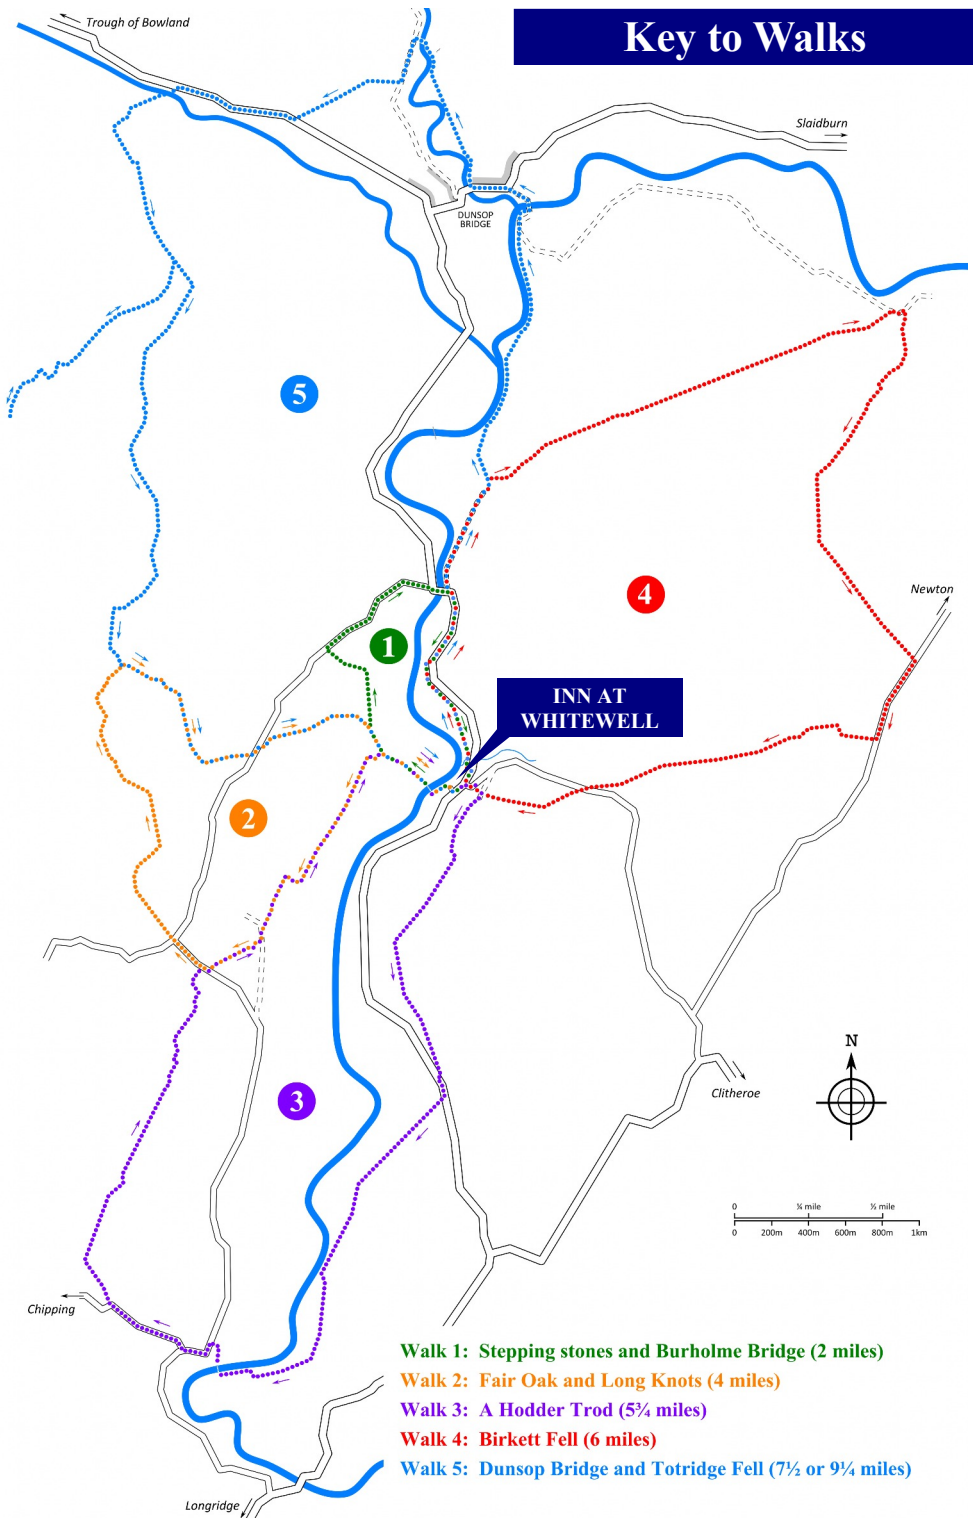 Key to Walks
Trough of Bowland
Slaidburn
DUNSOP
BRIDGE
5
4
Newton
1
INN AT
WHITEWELL
2
N
3
Clitheroe
0 ¼ mile ½ mile
0 200m 400m 600m 800m 1km
Chipping
Walk 1: Stepping stones and Burholme Bridge (2 miles)
Walk 2: Fair Oak and Long Knots (4 miles)
Walk 3: A Hodder Trod (5¾ miles)
Walk 4: Birkett Fell (6 miles)
Walk 5: Dunsop Bridge and Totridge Fell (7½ or 9¼ miles)
Longridge